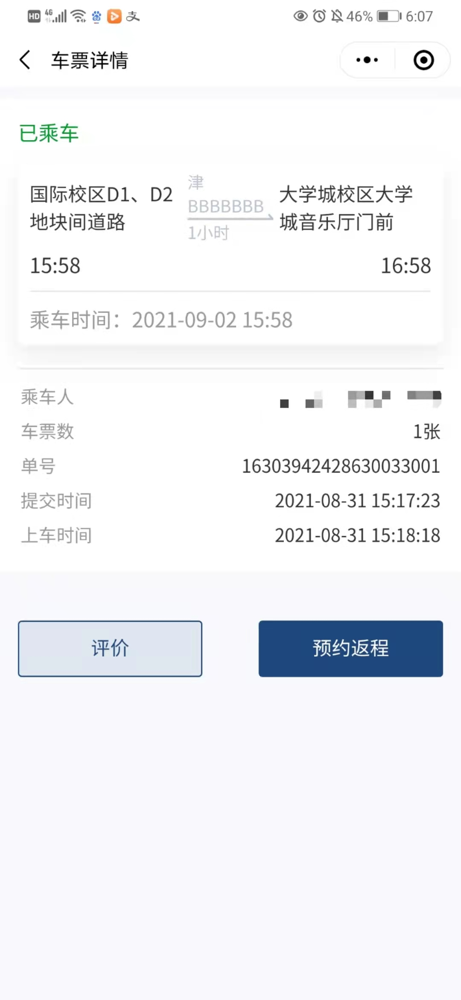 HD 4G 46% 6:07
车票详情
已乘车
国际校区D1、D2
地块间道路
津
BBBBBBB
1小时
大学城校区大学
城音乐厅门前
15:58 16:58
乘车时间：2021-09-02 15:58
乘车人
车票数 1张
单号 16303942428630033001
提交时间 2021-08-31 15:17:23
上车时间 2021-08-31 15:18:18
评价 预约返程